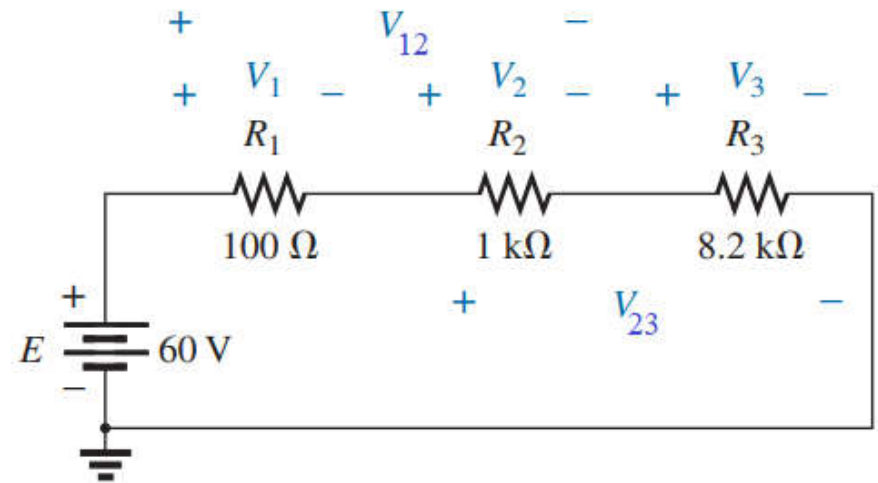 + V₁₂ −
+ V₁ − + V₂ − + V₃ −
R₁ R₂ R₃
100 Ω 1 kΩ 8.2 kΩ
+ V₂₃ −
+
E 60 V
−